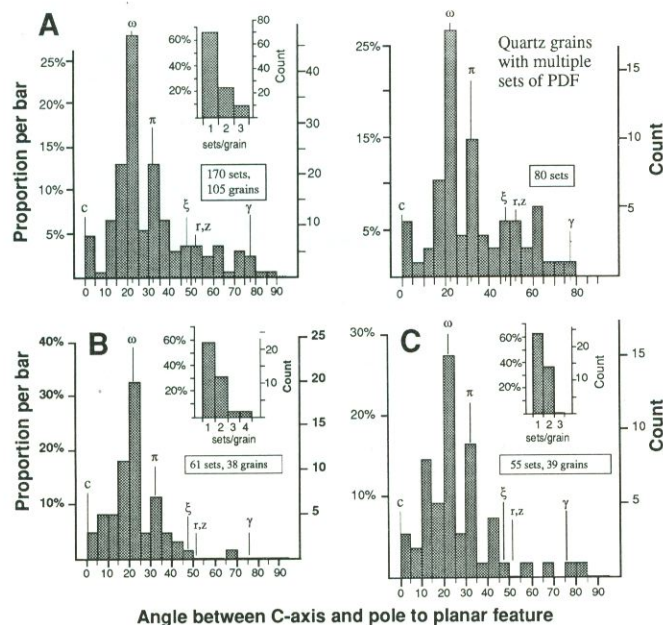 A
ω
π
ξ
r,z
γ
c
Proportion per bar
25%
20%
15%
10%
5%
40
30
20
10
0 10 20 30 40 50 60 70 80 90
60%
40%
20%
80
60
40
20
0
Count
1 2 3
sets/grain
170 sets,
105 grains
Quartz grains
with multiple
sets of PDF
ω
π
ξ
r,z
γ
c
25%
20%
15%
10%
5%
15
10
5
Count
0 20 40 60 80
80 sets
B
ω
π
ξ
r,z
γ
c
Proportion per bar
40%
30%
20%
10%
25
20
15
10
5
0 10 20 30 40 50 60 70 80 90
60%
40%
20%
20
10
Count
1 2 3 4
sets/grain
61 sets, 38 grains
C
ω
π
ξ
r,z
γ
c
30%
20%
10%
15
10
5
Count
0 10 20 30 40 50 60 70 80 90
60%
40%
20%
20
10
Count
1 2 3
sets/grain
55 sets, 39 grains
Angle between C-axis and pole to planar feature